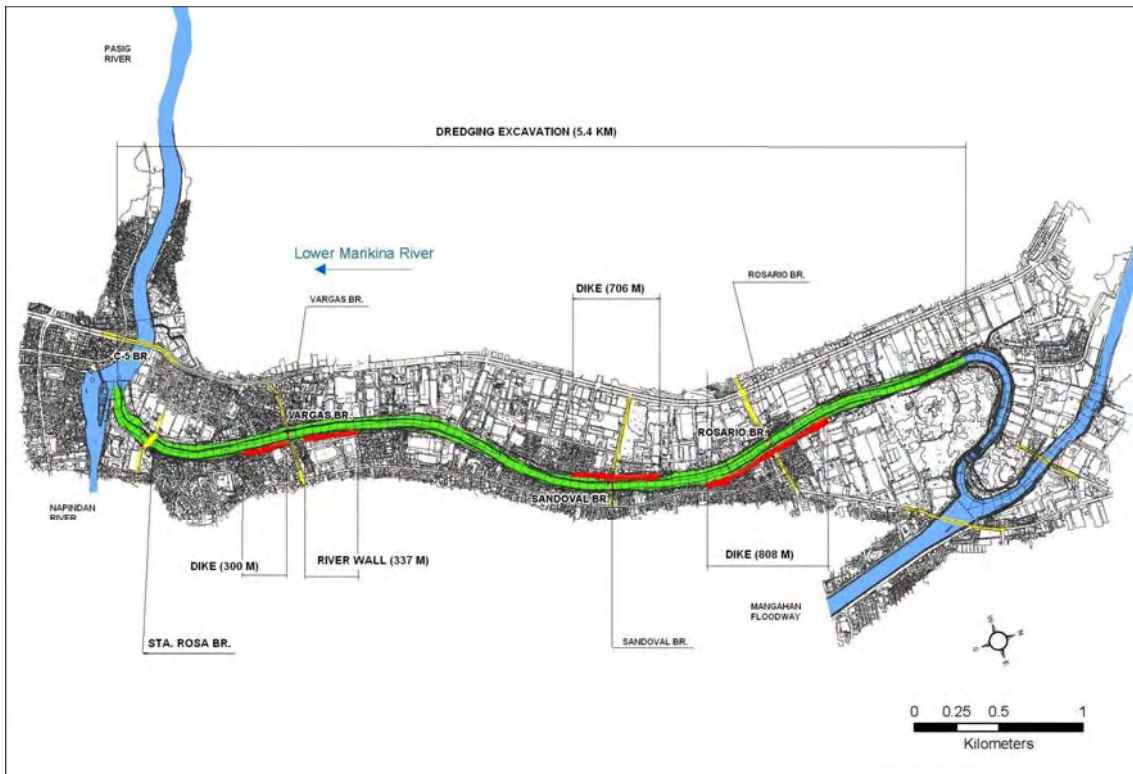 PASIG
RIVER
DREDGING EXCAVATION (5.4 KM)
Lower Marikina River
VARGAS BR.
DIKE (706 M)
ROSARIO BR.
C-5 BR.
VARGAS BR.
ROSARIO BR.
SANDOVAL BR.
NAPINDAN
RIVER
DIKE (300 M)
RIVER WALL (337 M)
DIKE (808 M)
MANGAHAN
FLOODWAY
STA. ROSA BR.
SANDOVAL BR.
W
N
S
E
0 0.25 0.5 1
Kilometers